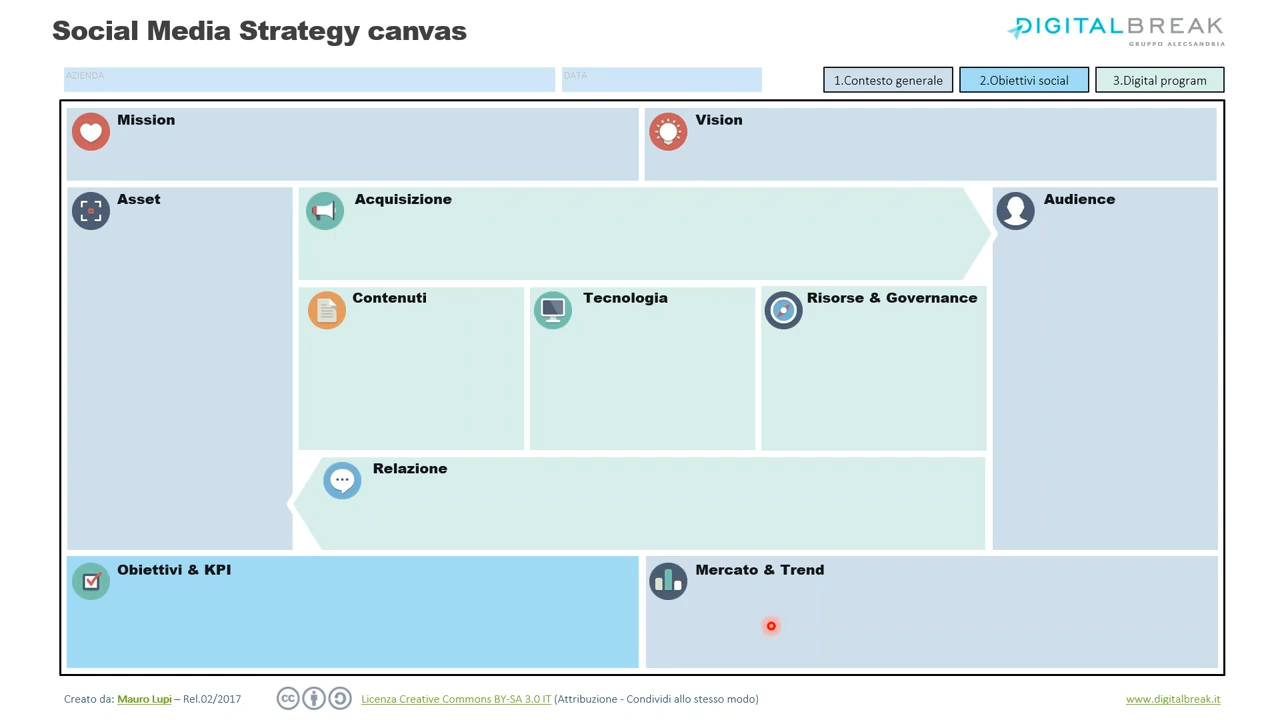 Social Media Strategy canvas
DIGITALBREAK
GRUPPO ALECSANDRIA
AZIENDA
DATA
1.Contesto generale
2.Obiettivi social
3.Digital program
Mission
Vision
Asset
Acquisizione
Audience
Contenuti
Tecnologia
Risorse & Governance
Relazione
Obiettivi & KPI
Mercato & Trend
Creato da: Mauro Lupi – Rel.02/2017
cc
Licenza Creative Commons BY-SA 3.0 IT (Attribuzione - Condividi allo stesso modo)
www.digitalbreak.it